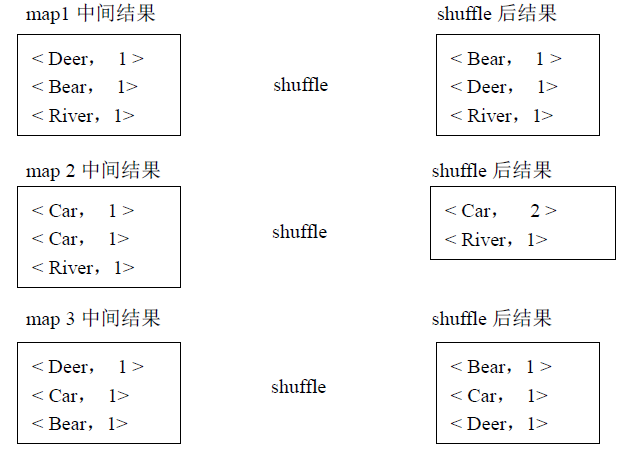 map1 中间结果
shuffle 后结果
< Deer， 1 >
< Bear， 1>
< River，1>
shuffle
< Bear， 1 >
< Deer， 1>
< River，1>
map 2 中间结果
shuffle 后结果
< Car， 1 >
< Car， 1>
< River，1>
shuffle
< Car， 2 >
< River，1>
map 3 中间结果
shuffle 后结果
< Deer， 1 >
< Car， 1>
< Bear，1>
shuffle
< Bear，1 >
< Car， 1>
< Deer，1>